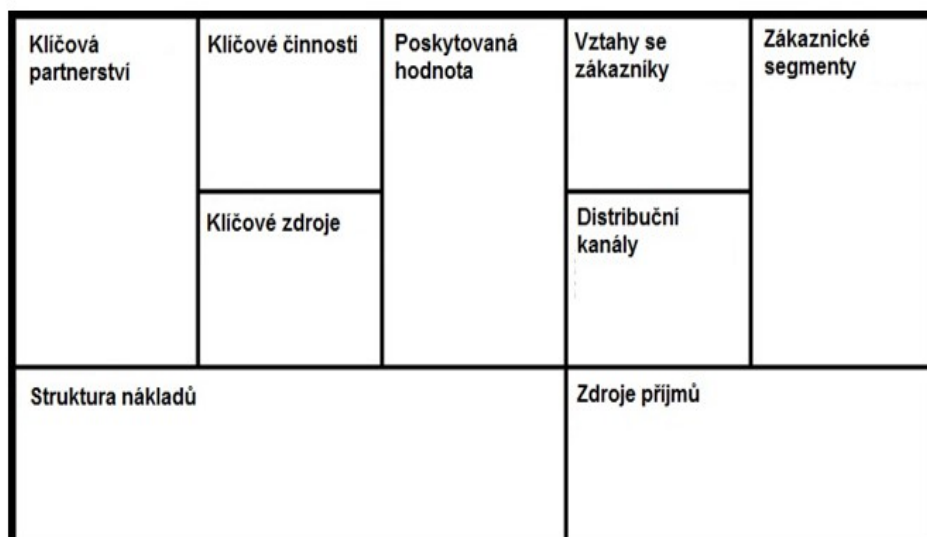 Klíčová
partnerství
Klíčové činnosti
Klíčové zdroje
Poskytovaná
hodnota
Vztahy se
zákazníky
Distribuční
kanály
Zákaznické
segmenty
Struktura nákladů
Zdroje příjmů